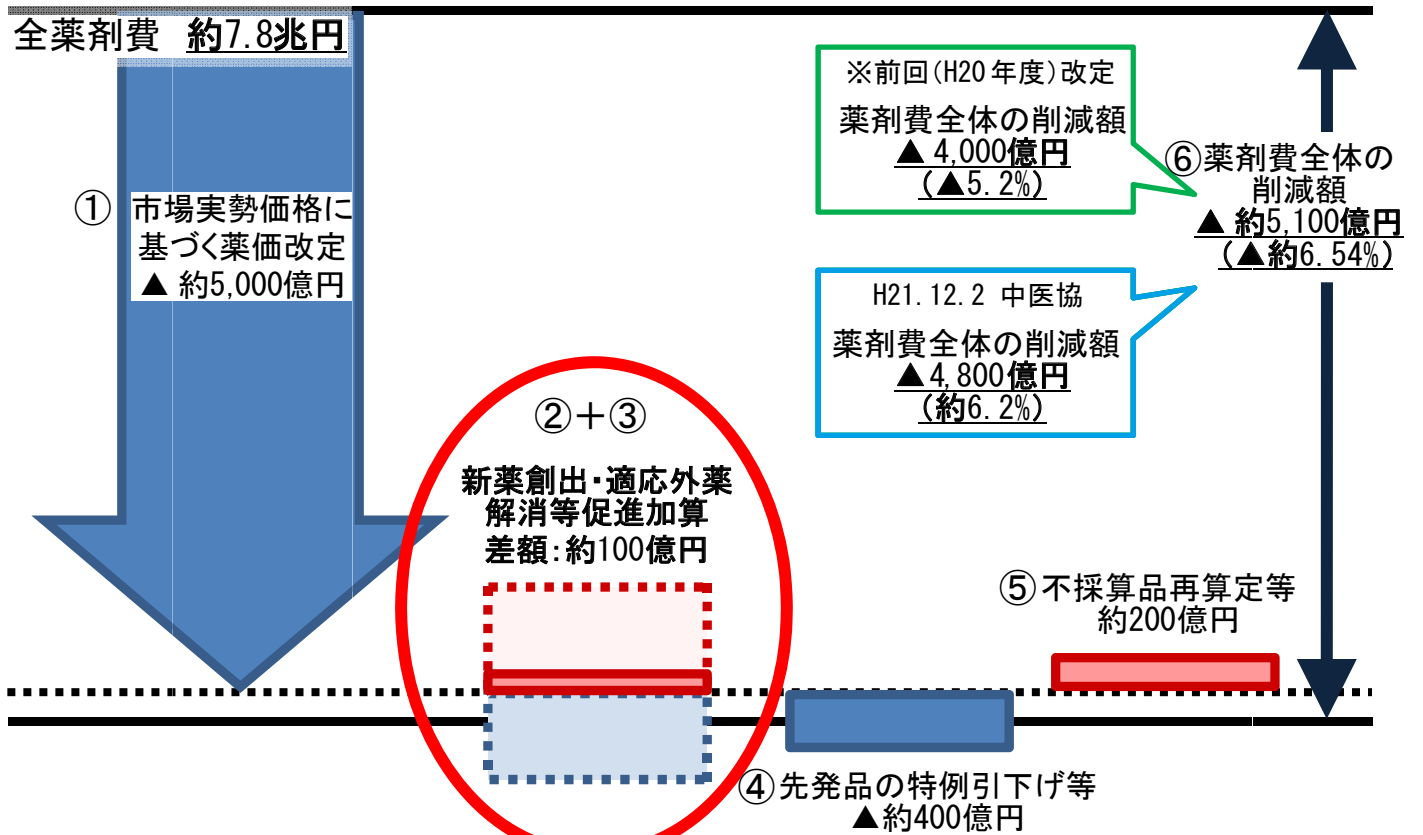 全薬剤費　約7.8兆円
① 市場実勢価格に
基づく薬価改定
▲ 約5,000億円
②＋③
新薬創出・適応外薬
解消等促進加算
差額：約100億円
※前回（H20年度）改定
薬剤費全体の削減額
▲ 4,000億円
（▲5.2%）
H21.12.2 中医協
薬剤費全体の削減額
▲4,800億円
（約6.2%）
⑥薬剤費全体の
削減額
▲ 約5,100億円
（▲約6.54%）
⑤不採算品再算定等
約200億円
④先発品の特例引下げ等
▲約400億円